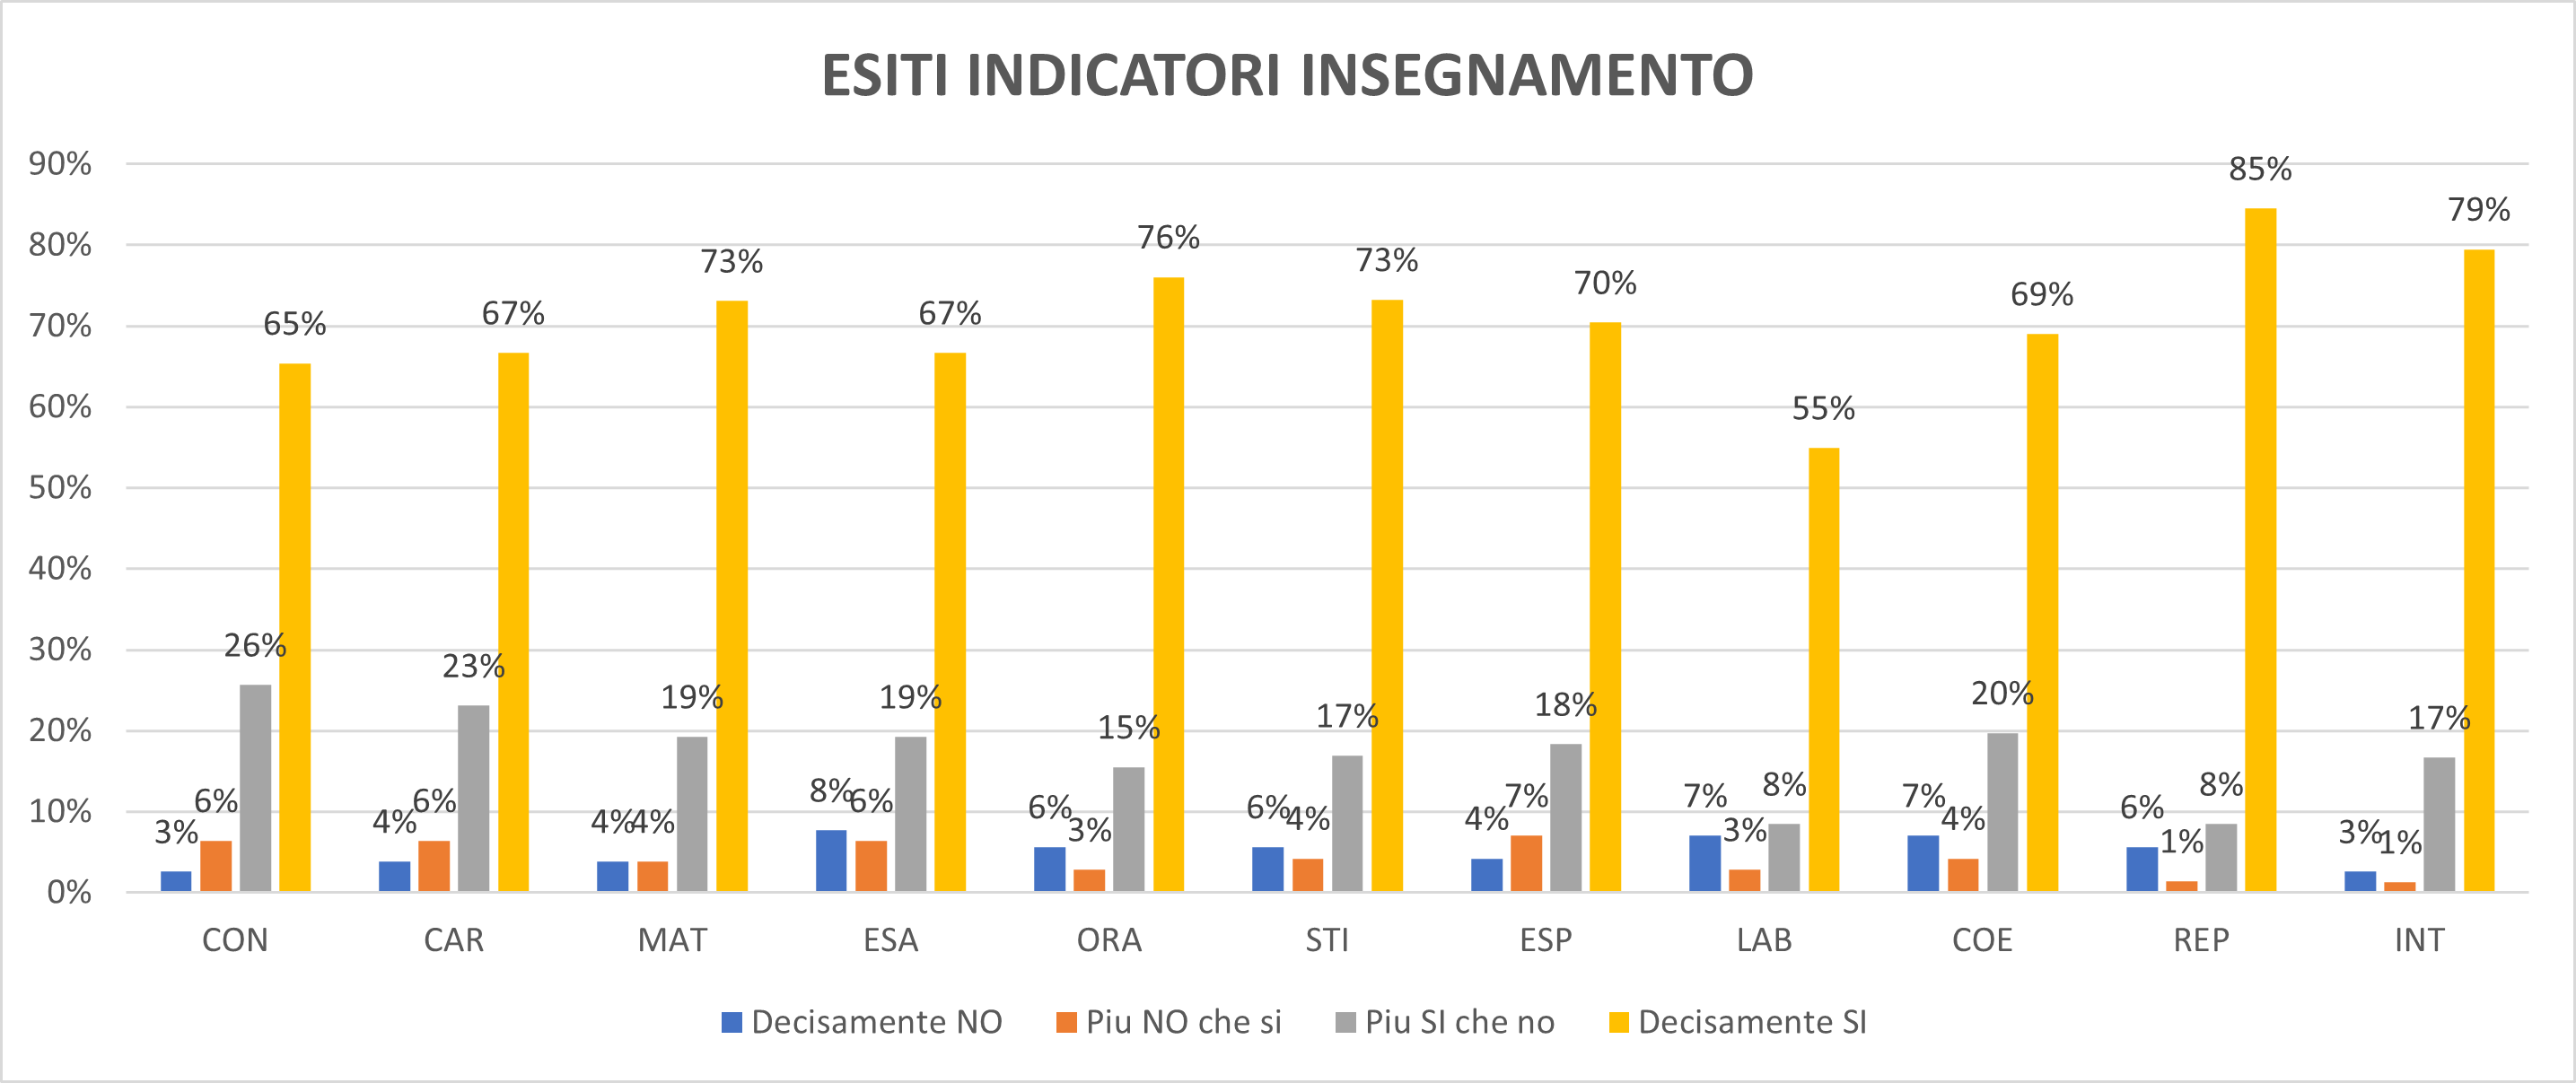 ESITI INDICATORI INSEGNAMENTO
90%
80%
70%
60%
50%
40%
30%
20%
10%
0%
3% 6% 26% 65%
4% 6% 23% 67%
4% 4% 19% 73%
8% 6% 19% 67%
6% 3% 15% 76%
6% 4% 17% 73%
4% 7% 18% 70%
7% 3% 8% 55%
7% 4% 20% 69%
6% 1% 8% 85%
3% 1% 17% 79%
CON CAR MAT ESA ORA STI ESP LAB COE REP INT
Decisamente NO Piu NO che si Piu SI che no Decisamente SI